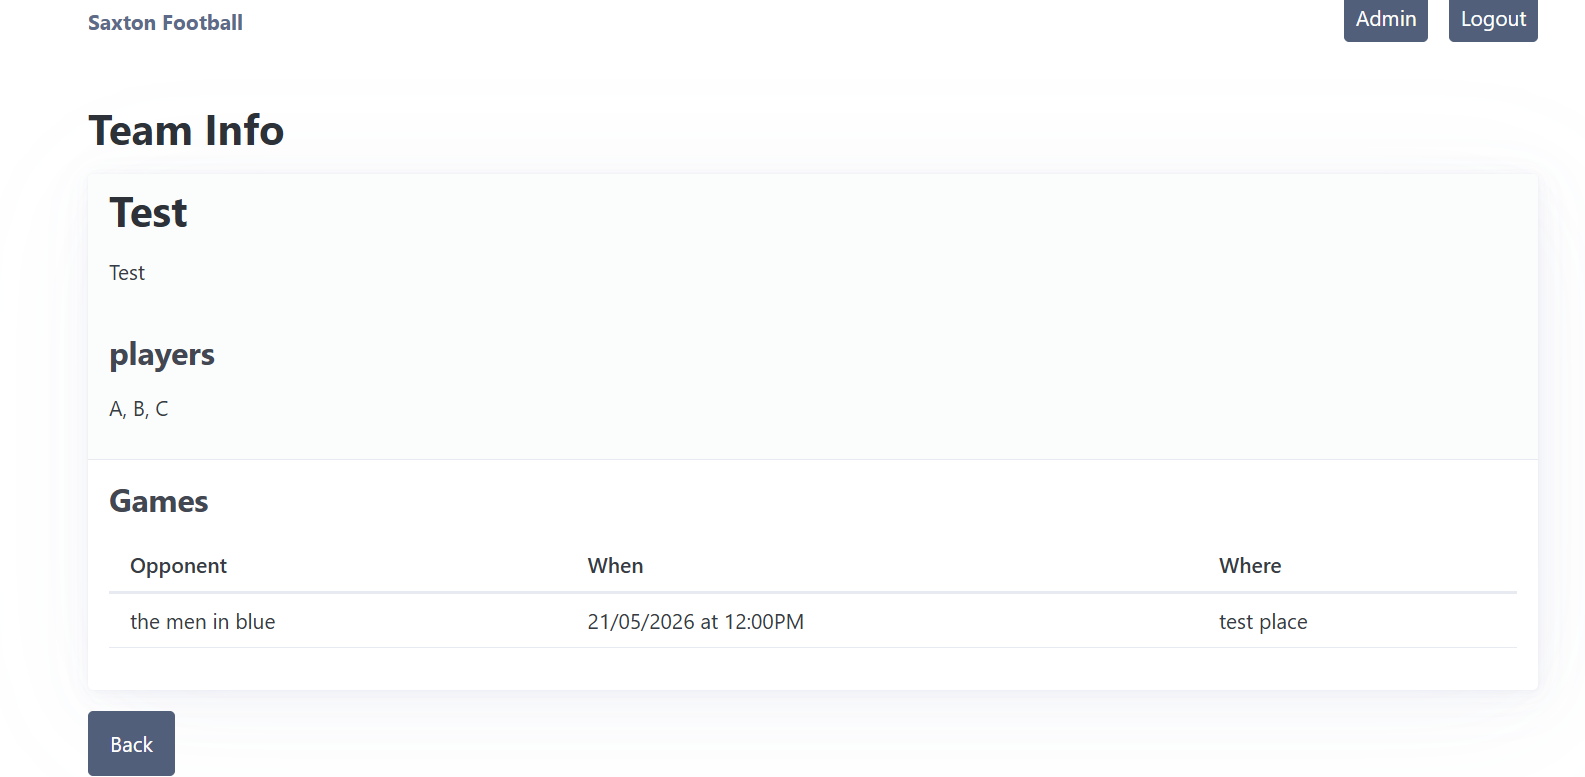 Saxton Football
Admin
Logout
Team Info
Test
Test
players
A, B, C
Games
Opponent When Where
the men in blue 21/05/2026 at 12:00PM test place
Back